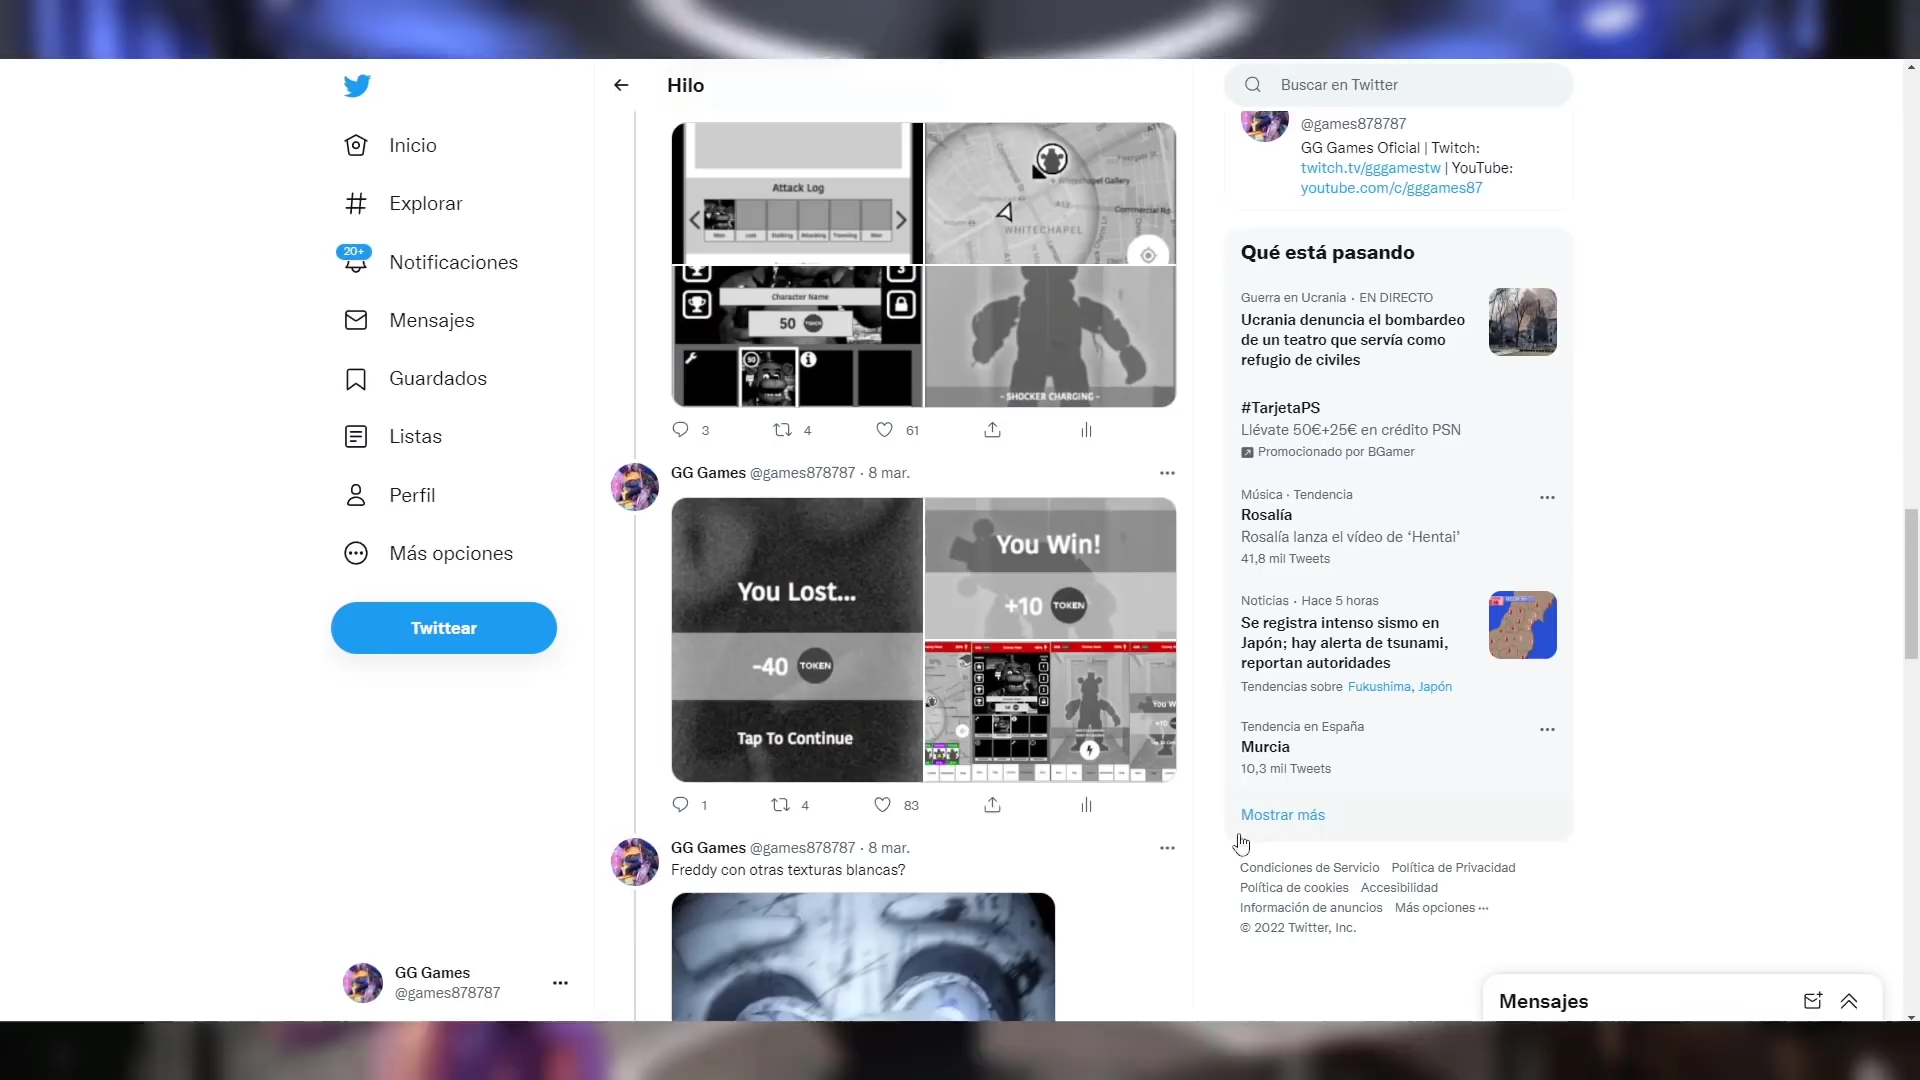 Hilo
Buscar en Twitter
Inicio
Explorar
20+
Notificaciones
Mensajes
Guardados
Listas
Perfil
Más opciones
Twittear
GG Games
@games878787
Attack Log
Whitechapel Gallery
Commercial Rd
A13
WHITECHAPEL
Character Name
50 TOKEN
50
- SHOCKER CHARGING -
3
4
61
GG Games @games878787 · 8 mar.
You Lost...
-40 TOKEN
Tap To Continue
You Win!
+10 TOKEN
1
4
83
GG Games @games878787 · 8 mar.
Freddy con otras texturas blancas?
@games878787
GG Games Oficial | Twitch:
twitch.tv/gggamestw | YouTube:
youtube.com/c/gggames87
Qué está pasando
Guerra en Ucrania · EN DIRECTO
Ucrania denuncia el bombardeo
de un teatro que servía como
refugio de civiles
#TarjetaPS
Llévate 50€+25€ en crédito PSN
Promocionado por BGamer
Música · Tendencia
Rosalía
Rosalía lanza el vídeo de ‘Hentai’
41,8 mil Tweets
Noticias · Hace 5 horas
Se registra intenso sismo en
Japón; hay alerta de tsunami,
reportan autoridades
Tendencias sobre Fukushima, Japón
Tendencia en España
Murcia
10,3 mil Tweets
Mostrar más
Condiciones de Servicio Política de Privacidad
Política de cookies Accesibilidad
Información de anuncios Más opciones ···
© 2022 Twitter, Inc.
Mensajes